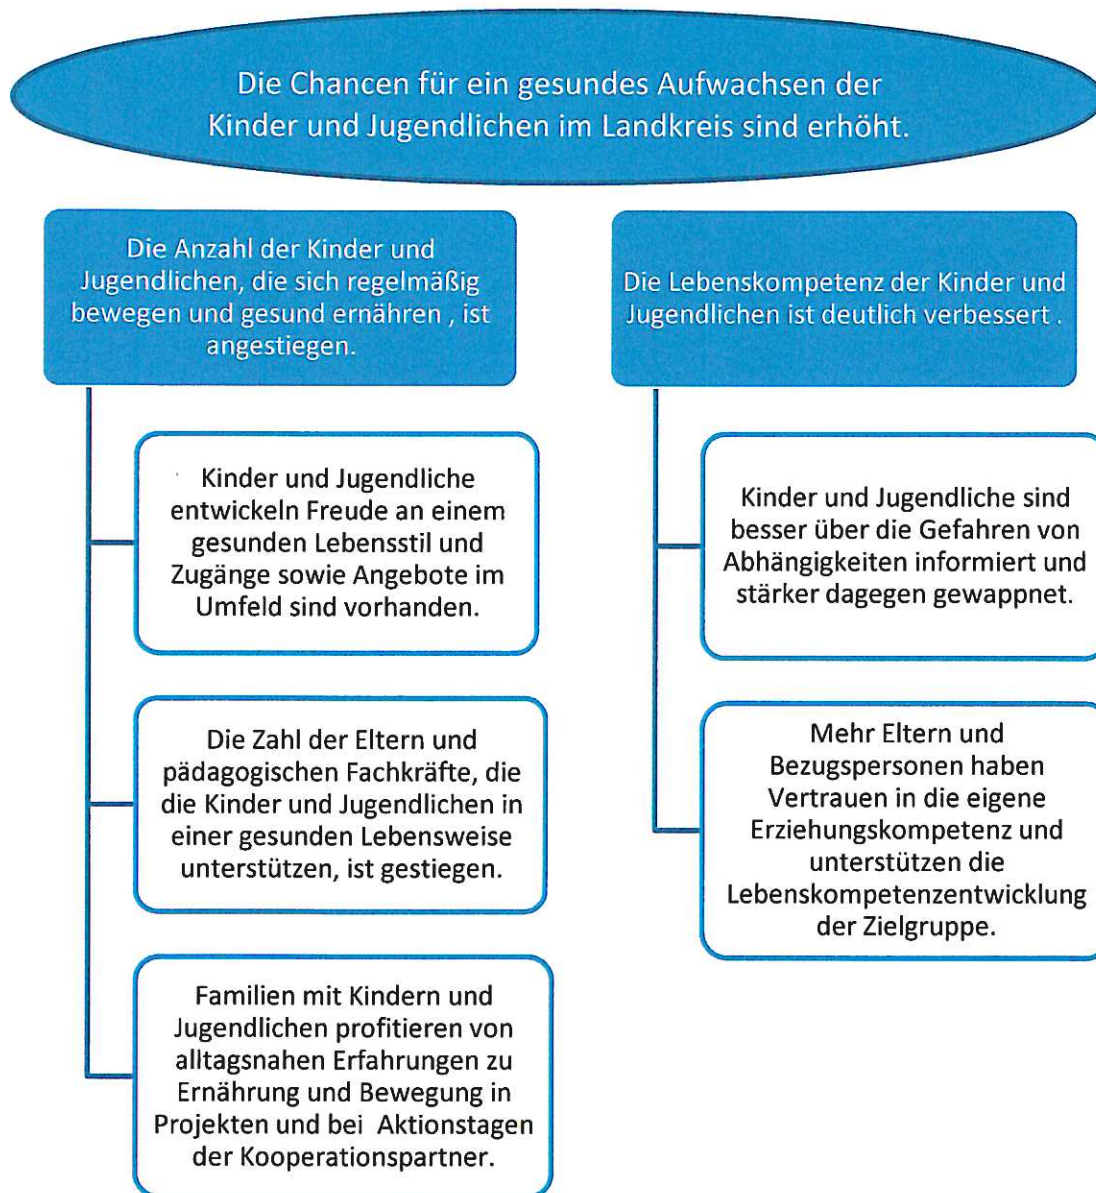 Die Chancen für ein gesundes Aufwachsen der
Kinder und Jugendlichen im Landkreis sind erhöht.
Die Anzahl der Kinder und
Jugendlichen, die sich regelmäßig
bewegen und gesund ernähren , ist
angestiegen.
Kinder und Jugendliche
entwickeln Freude an einem
gesunden Lebensstil und
Zugänge sowie Angebote im
Umfeld sind vorhanden.
Die Zahl der Eltern und
pädagogischen Fachkräfte, die
die Kinder und Jugendlichen in
einer gesunden Lebensweise
unterstützen, ist gestiegen.
Familien mit Kindern und
Jugendlichen profitieren von
alltagsnahen Erfahrungen zu
Ernährung und Bewegung in
Projekten und bei Aktionstagen
der Kooperationspartner.
Die Lebenskompetenz der Kinder und
Jugendlichen ist deutlich verbessert .
Kinder und Jugendliche sind
besser über die Gefahren von
Abhängigkeiten informiert und
stärker dagegen gewappnet.
Mehr Eltern und
Bezugspersonen haben
Vertrauen in die eigene
Erziehungskompetenz und
unterstützen die
Lebenskompetenzentwicklung
der Zielgruppe.